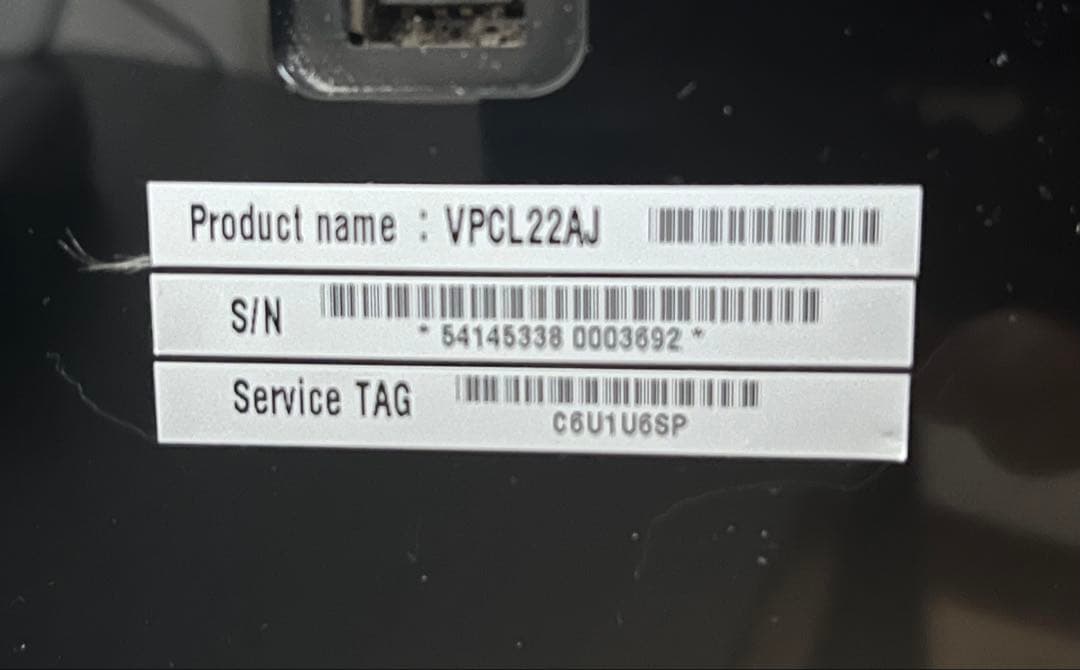 Product name : VPCL22AJ
S/N
* 54145338 0003692 *
Service TAG
C6U1U6SP